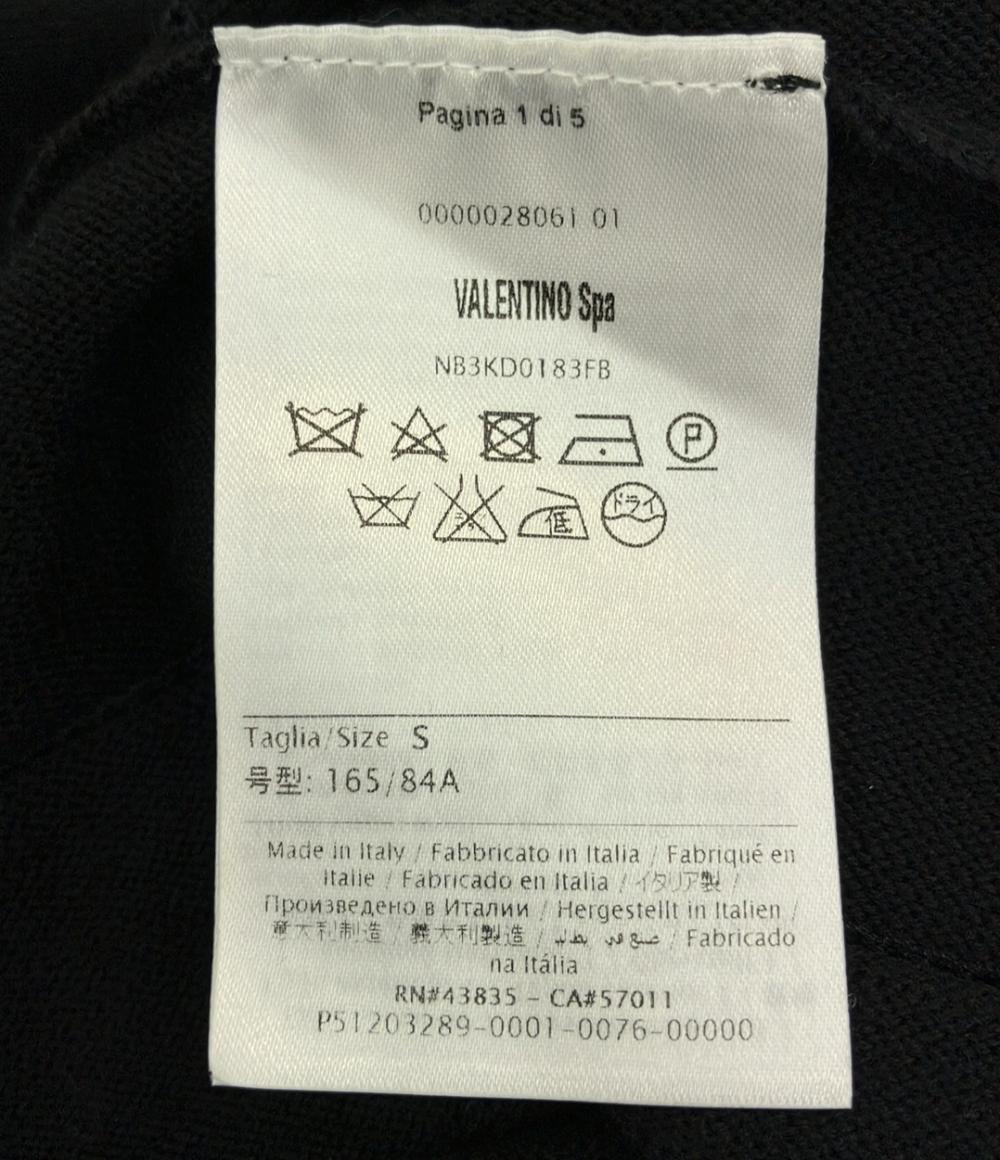 Pagina 1 di 5
0000028061 01
VALENTINO Spa
NB3KD0183FB
P
低 ドライ
Taglia/Size S
号型: 165/84A
Made in Italy / Fabbricato in Italia / Fabriqué en
Italie / Fabricado en Italia / イタリア製 /
Произведено в Италии / Hergestellt in Italien /
意大利制造 / 義大利製造 / صنع في / Fabricado
na Itália
RN#43835 - CA#57011
P51203289-0001-0076-00000